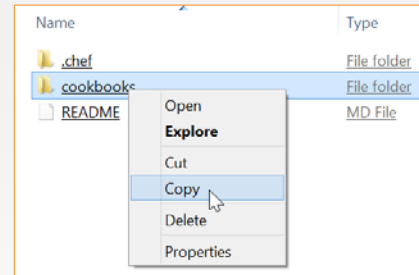 Name Type
.chef File folder
cookbooks File folder
README MD File
Open
Explore
Cut
Copy
Delete
Properties